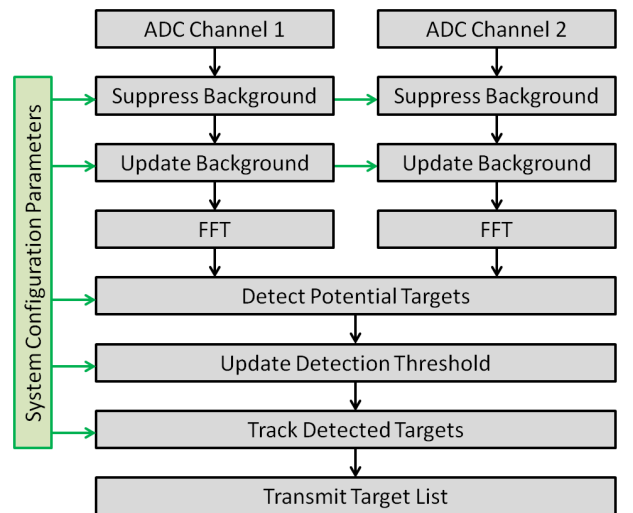 ADC Channel 1
ADC Channel 2
System Configuration Parameters
Suppress Background
Suppress Background
Update Background
Update Background
FFT
FFT
Detect Potential Targets
Update Detection Threshold
Track Detected Targets
Transmit Target List